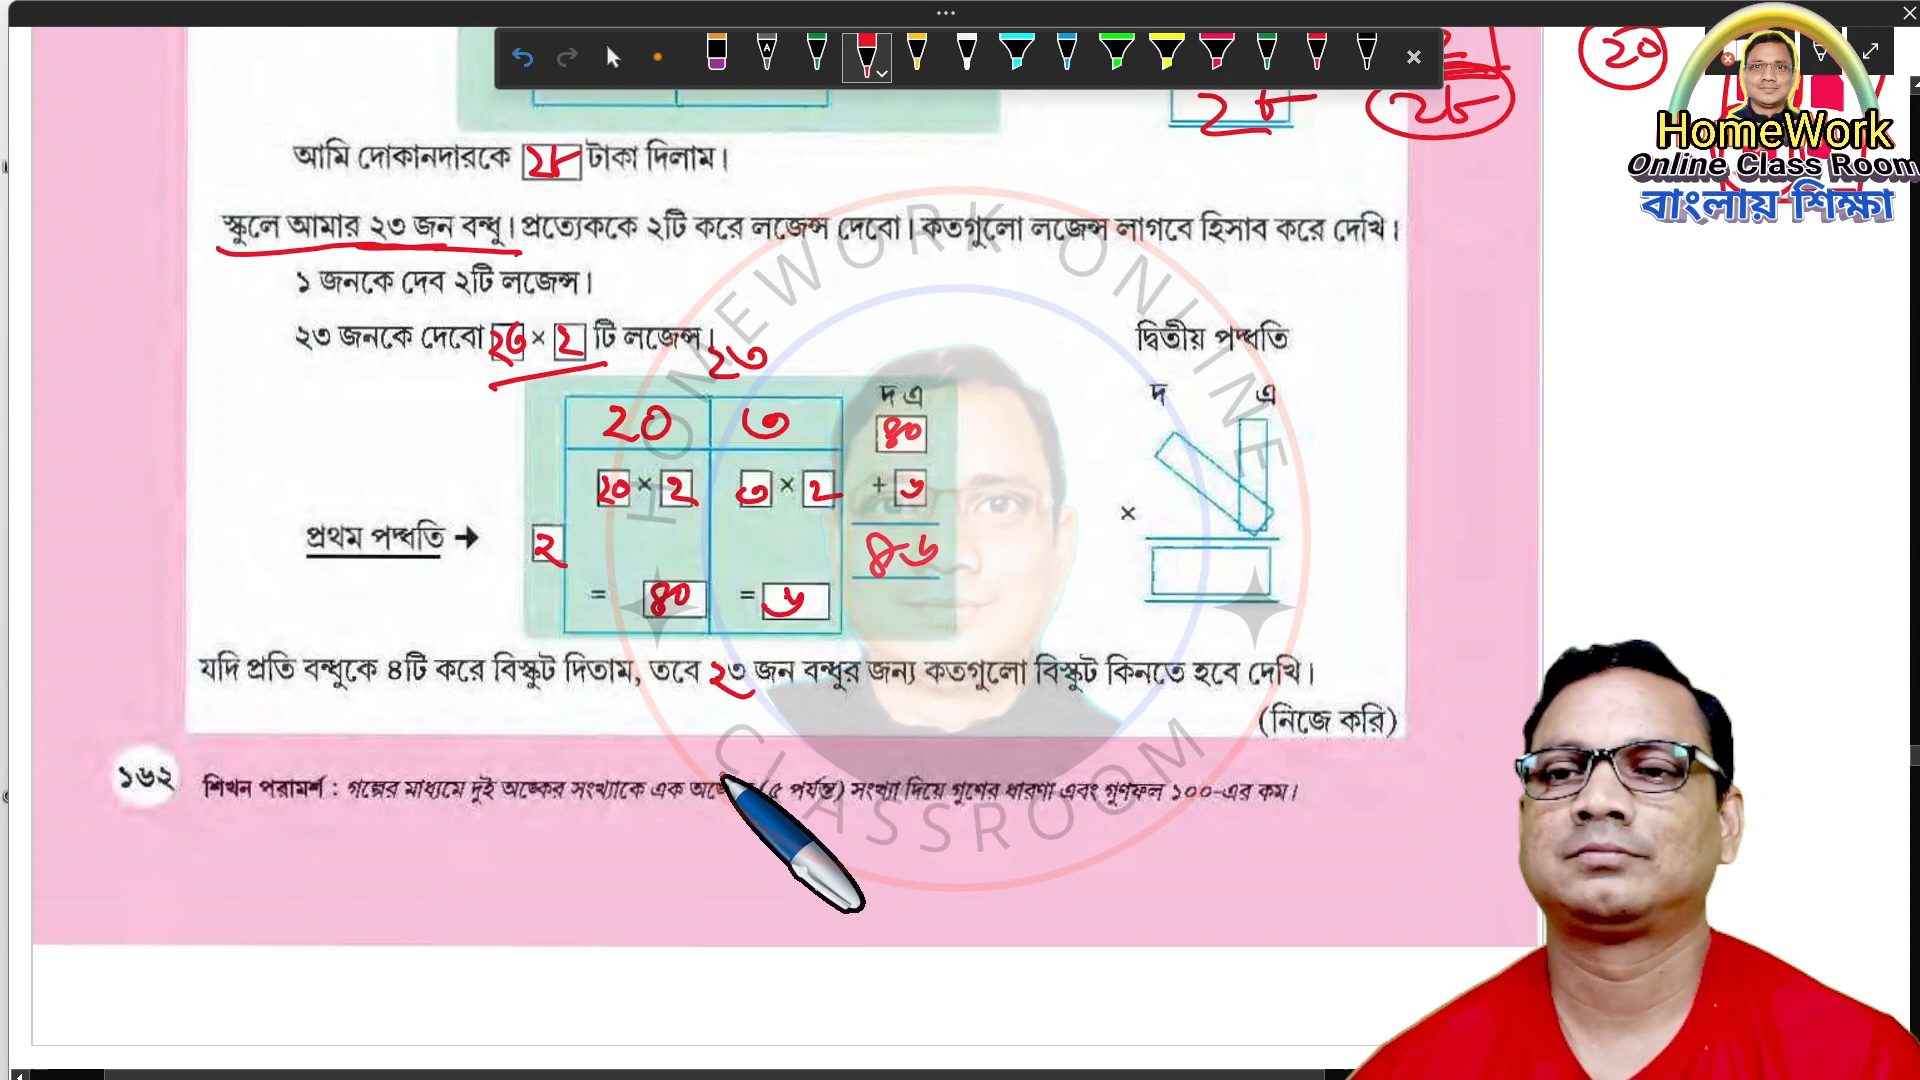 ২০
HomeWork
Online Class Room
বাংলায় শিক্ষা
২৮
২৮
আমি দোকানদারকে ২৮ টাকা দিলাম।
স্কুলে আমার ২৩ জন বন্ধু। প্রত্যেককে ২টি করে লজেন্স দেবো। কতগুলো লজেন্স লাগবে হিসাব করে দেখি।
১ জনকে দেব ২টি লজেন্স।
২৩ জনকে দেবো ২৩ × ২ টি লজেন্স।
২৩
দ্বিতীয় পদ্ধতি
দ এ
দ এ
২০ ৩
৪০
২০ × ২ ৩ × ২ + ৬
×
প্রথম পদ্ধতি → ২
৪৬
= ৪০ = ৬
যদি প্রতি বন্ধুকে ৪টি করে বিস্কুট দিতাম, তবে ২৩ জন বন্ধুর জন্য কতগুলো বিস্কুট কিনতে হবে দেখি।
(নিজে করি)
১৬২
শিখন পরামর্শ : গল্পের মাধ্যমে দুই অঙ্কের সংখ্যাকে এক (৫ পর্যন্ত) সংখ্যা দিয়ে গুণের ধারণা এবং গুণফল ১০০-এর কম।
HOMEWORK ONLINE
CLASSROOM